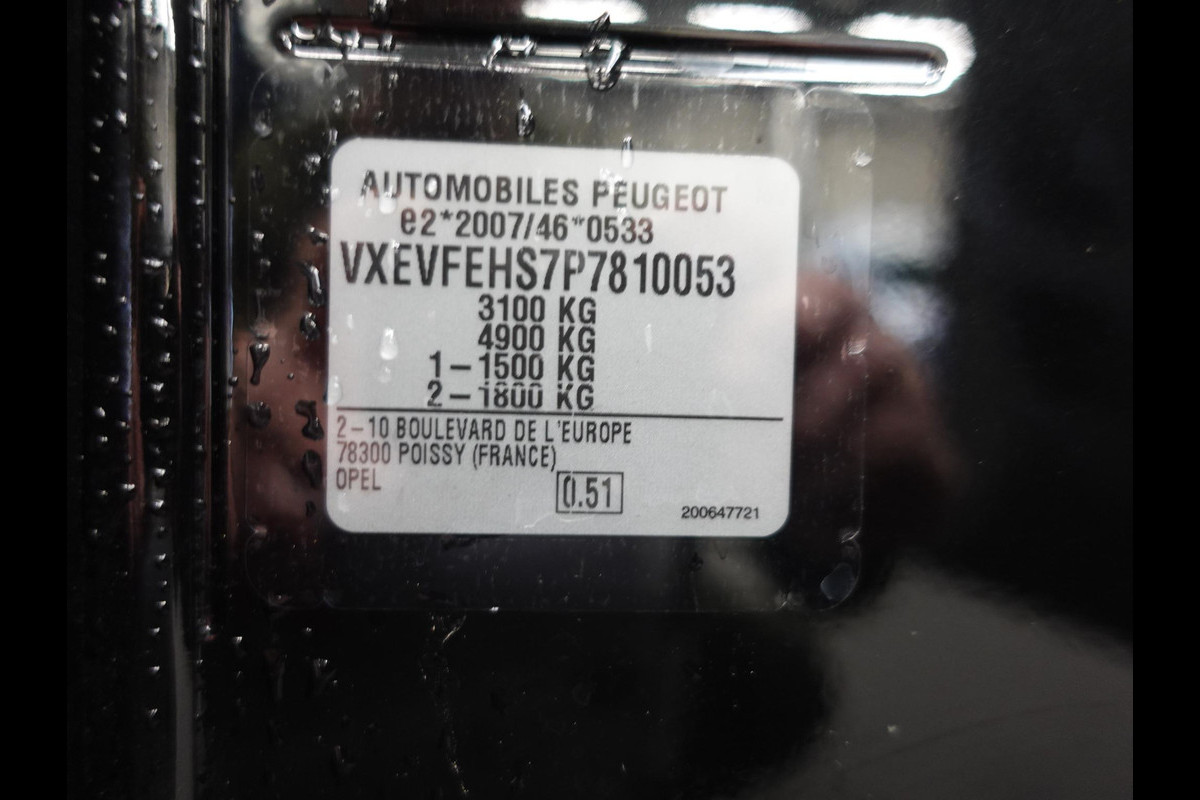 AUTOMOBILES PEUGEOT
e2*2007/46*0533
VXEVFEHS7P7810053
3100 KG
4900 KG
1-1500 KG
2-1800 KG
2-10 BOULEVARD DE L'EUROPE
78300 POISSY (FRANCE)
OPEL
0.51
200647721